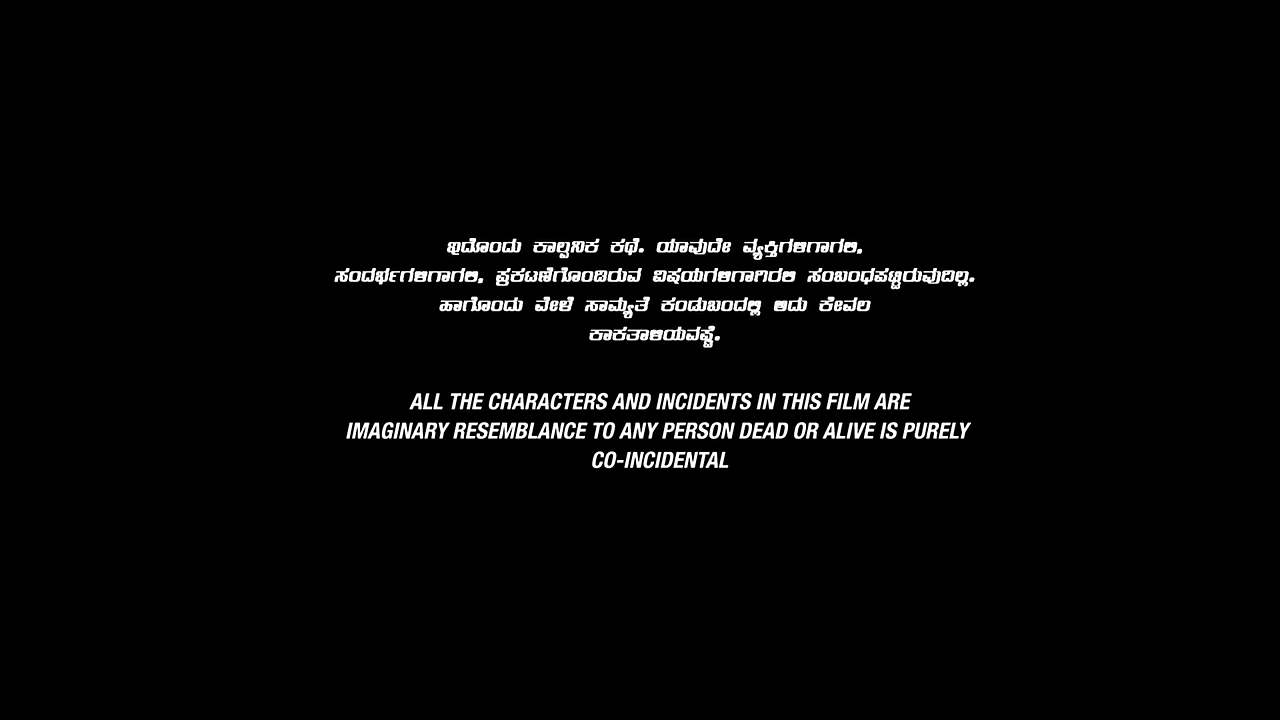 ಇದೊಂದು ಕಾಲ್ಪನಿಕ ಕಥೆ. ಯಾವುದೇ ವ್ಯಕ್ತಿಗಳಿಗಾಗಲಿ,
ಸಂದರ್ಭಗಳಿಗಾಗಲಿ, ಪ್ರಕಟಣೆಗೊಂಡಿರುವ ವಿಷಯಗಳಿಗಾಗಿರಲಿ ಸಂಬಂಧಪಟ್ಟಿರುವುದಿಲ್ಲ.
ಹಾಗೊಂದು ವೇಳೆ ಸಾಮ್ಯತೆ ಕಂಡುಬಂದಲ್ಲಿ ಅದು ಕೇವಲ
ಕಾಕತಾಳಿಯವಷ್ಟೆ.
ALL THE CHARACTERS AND INCIDENTS IN THIS FILM ARE
IMAGINARY RESEMBLANCE TO ANY PERSON DEAD OR ALIVE IS PURELY
CO-INCIDENTAL